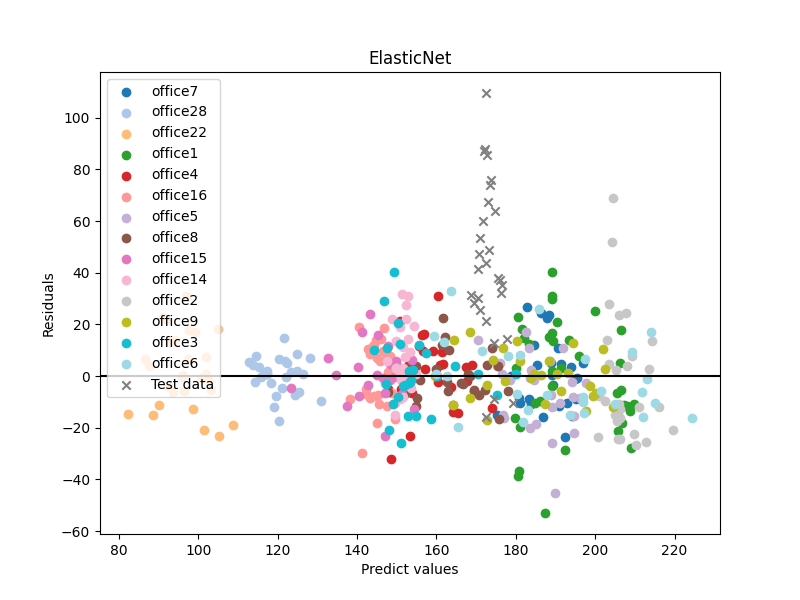 ElasticNet
office7
office28
office22
office1
office4
office16
office5
office8
office15
office14
office2
office9
office3
office6
Test data
Residuals
100
80
60
40
20
0
−20
−40
−60
80 100 120 140 160 180 200 220
Predict values